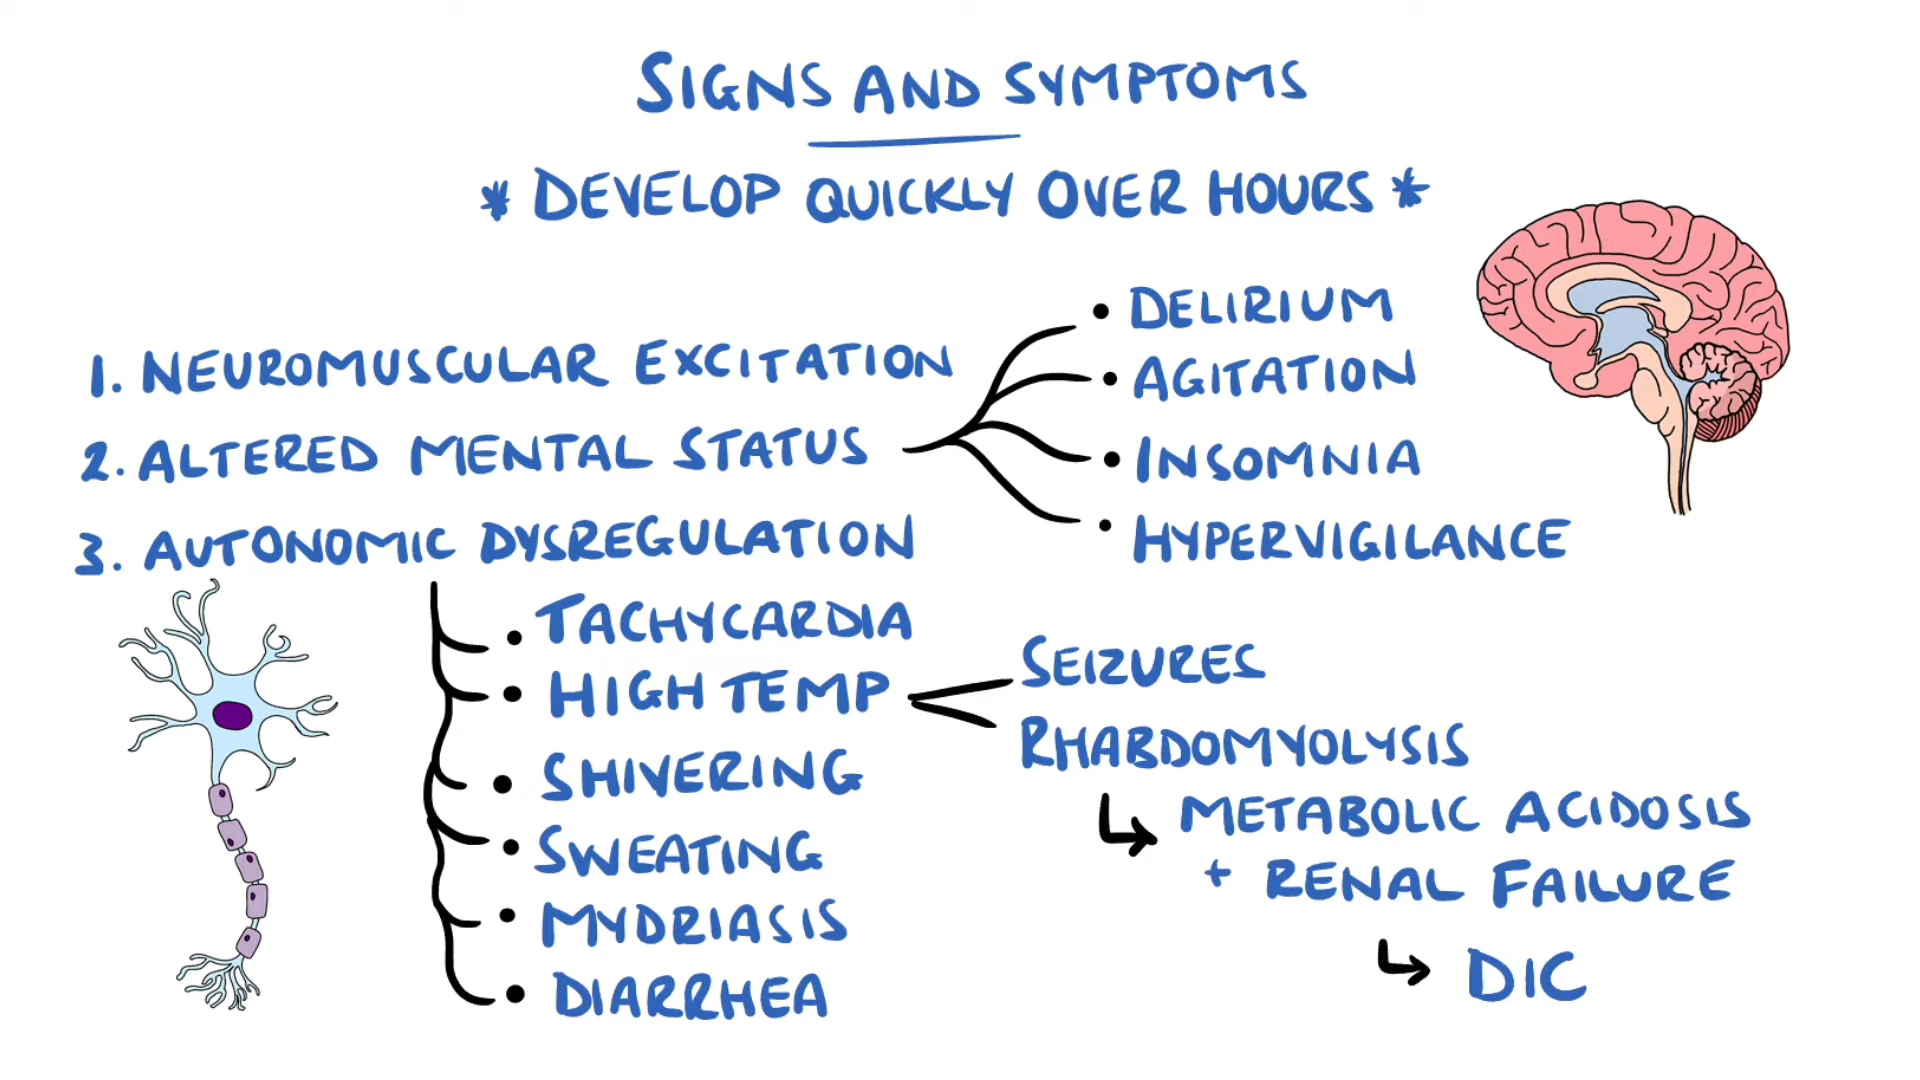 SIGNS AND SYMPTOMS
* DEVELOP QUICKLY OVER HOURS *
1. NEUROMUSCULAR EXCITATION
2. ALTERED MENTAL STATUS
• DELIRIUM
• AGITATION
• INSOMNIA
• HYPERVIGILANCE
3. AUTONOMIC DYSREGULATION
• TACHYCARDIA
• HIGH TEMP
SEIZURES
RHABDOMYOLYSIS
↳ METABOLIC ACIDOSIS
+ RENAL FAILURE
↳ DIC
• SHIVERING
• SWEATING
• MYDRIASIS
• DIARRHEA